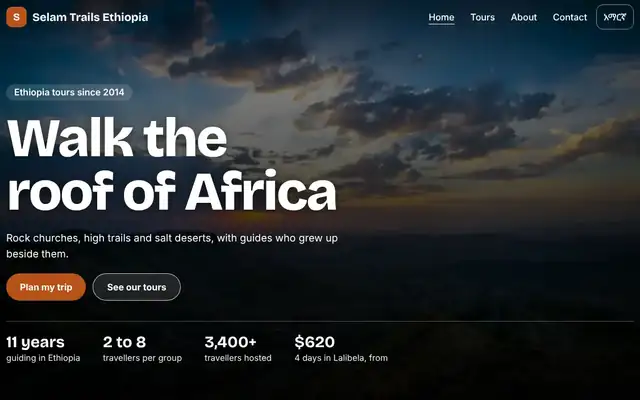 S Selam Trails Ethiopia
Home Tours About Contact አማርኛ
Ethiopia tours since 2014
Walk the
roof of Africa
Rock churches, high trails and salt deserts, with guides who grew up
beside them.
Plan my trip See our tours
11 years 2 to 8 3,400+ $620
guiding in Ethiopia travellers per group travellers hosted 4 days in Lalibela, from